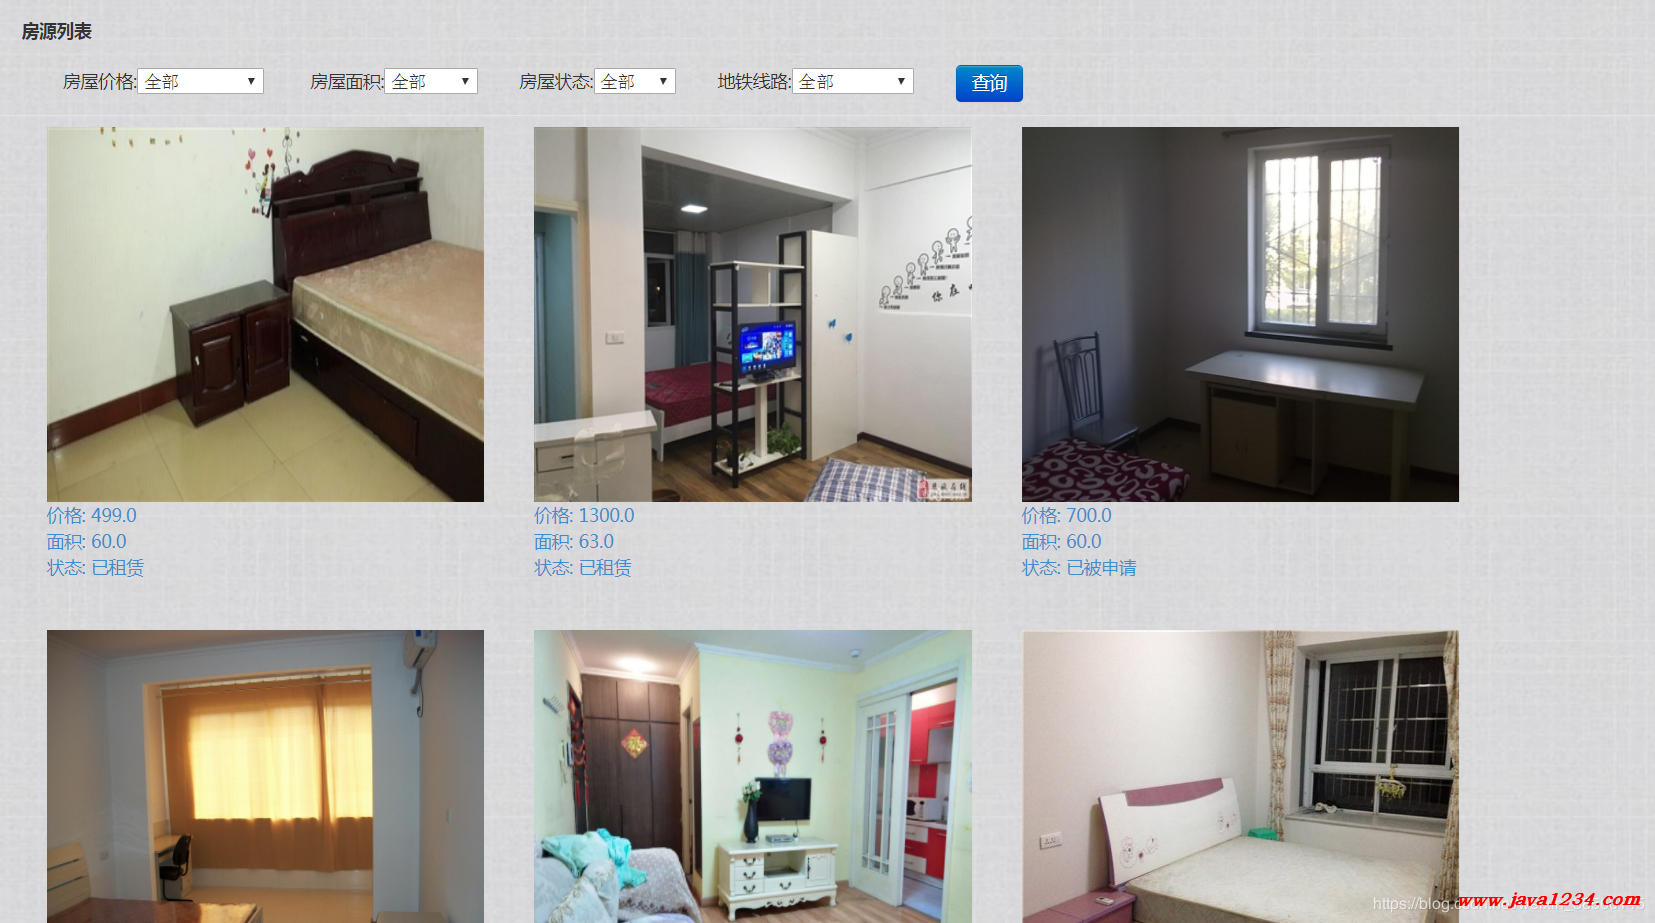 房源列表
房屋价格: 全部 房屋面积: 全部 房屋状态: 全部 地铁线路: 全部 查询
你 在
价格: 499.0
面积: 60.0
状态: 已租赁
价格: 1300.0
面积: 63.0
状态: 已租赁
价格: 700.0
面积: 60.0
状态: 已被申请
https://blog.
www.java1234.com